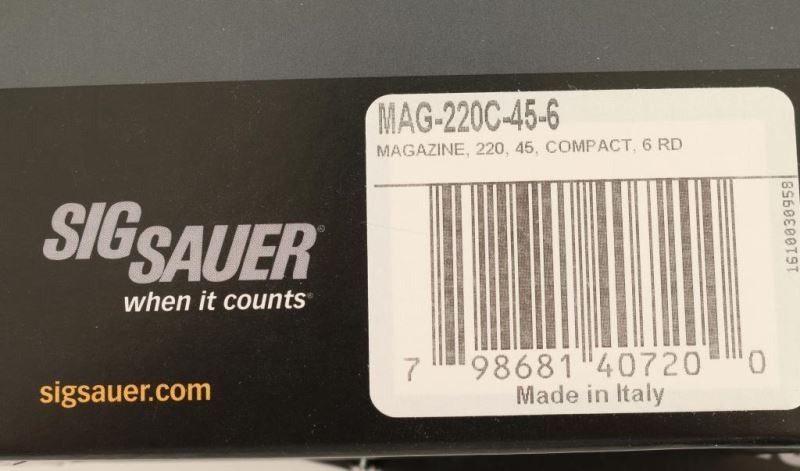 SIG SAUER®
when it counts®
sigsauer.com
MAG-220C-45-6
MAGAZINE, 220, 45, COMPACT, 6 RD
1610030958
7 98681 40720 0
Made in Italy